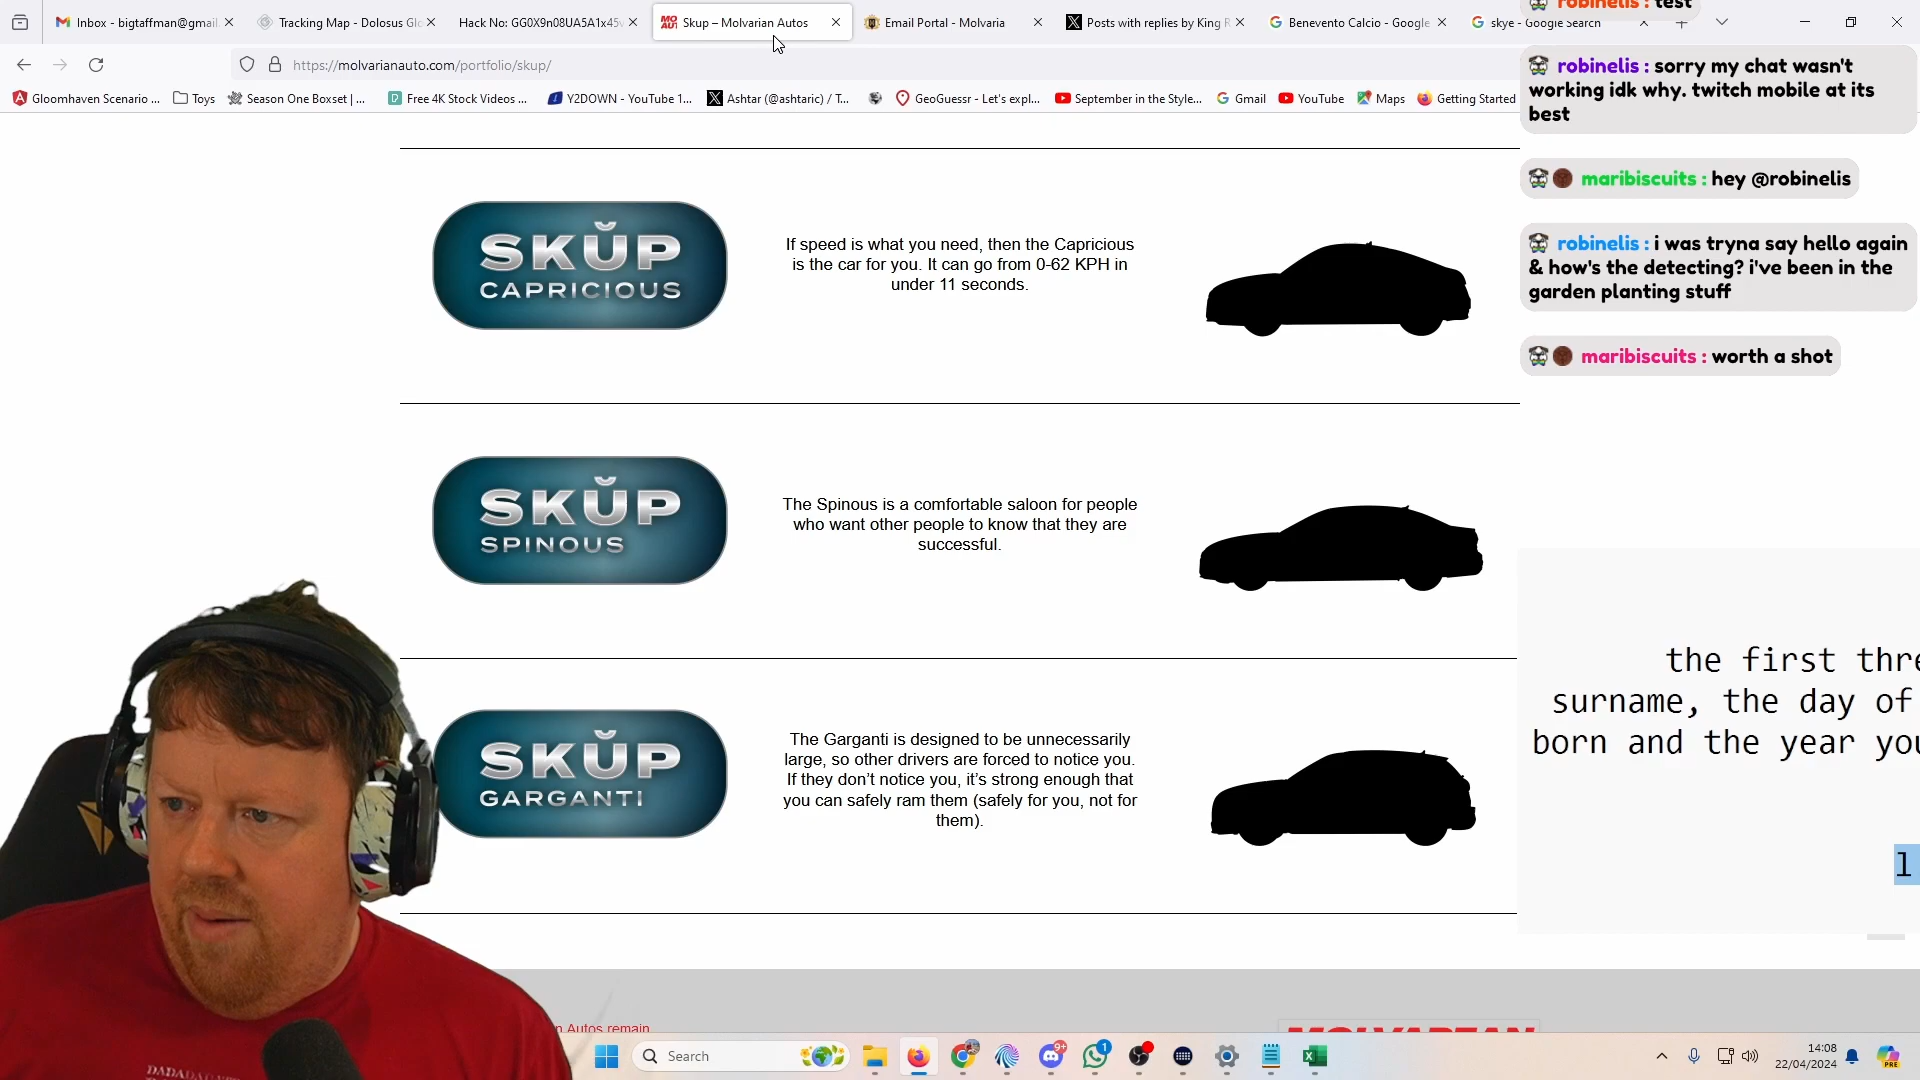 Inbox - bigtaffman@gmail.
Tracking Map - Dolosus Glo
Hack No: GG0X9n08UA5A1x45v
Skup – Molvarian Autos
Email Portal - Molvaria
Posts with replies by King R
Benevento Calcio - Google
skye - Google Search
robinelis : test
https://molvarianauto.com/portfolio/skup/
Gloomhaven Scenario ...
Toys
Season One Boxset | ...
Free 4K Stock Videos ...
Y2DOWN - YouTube 1...
Ashtar (@ashtaric) / T...
GeoGuessr - Let's expl...
September in the Style...
Gmail
YouTube
Maps
Getting Started
robinelis : sorry my chat wasn't
working idk why. twitch mobile at its
best
maribiscuits : hey @robinelis
robinelis : i was tryna say hello again
& how's the detecting? i've been in the
garden planting stuff
maribiscuits : worth a shot
SKŬP
CAPRICIOUS
If speed is what you need, then the Capricious
is the car for you. It can go from 0-62 KPH in
under 11 seconds.
SKŬP
SPINOUS
The Spinous is a comfortable saloon for people
who want other people to know that they are
successful.
SKŬP
GARGANTI
The Garganti is designed to be unnecessarily
large, so other drivers are forced to notice you.
If they don't notice you, it's strong enough that
you can safely ram them (safely for you, not for
them).
the first thre
surname, the day of
born and the year you
l
n Autos remain
MOLVARIAN
Search
9+
1
14:08
22/04/2024
PRE